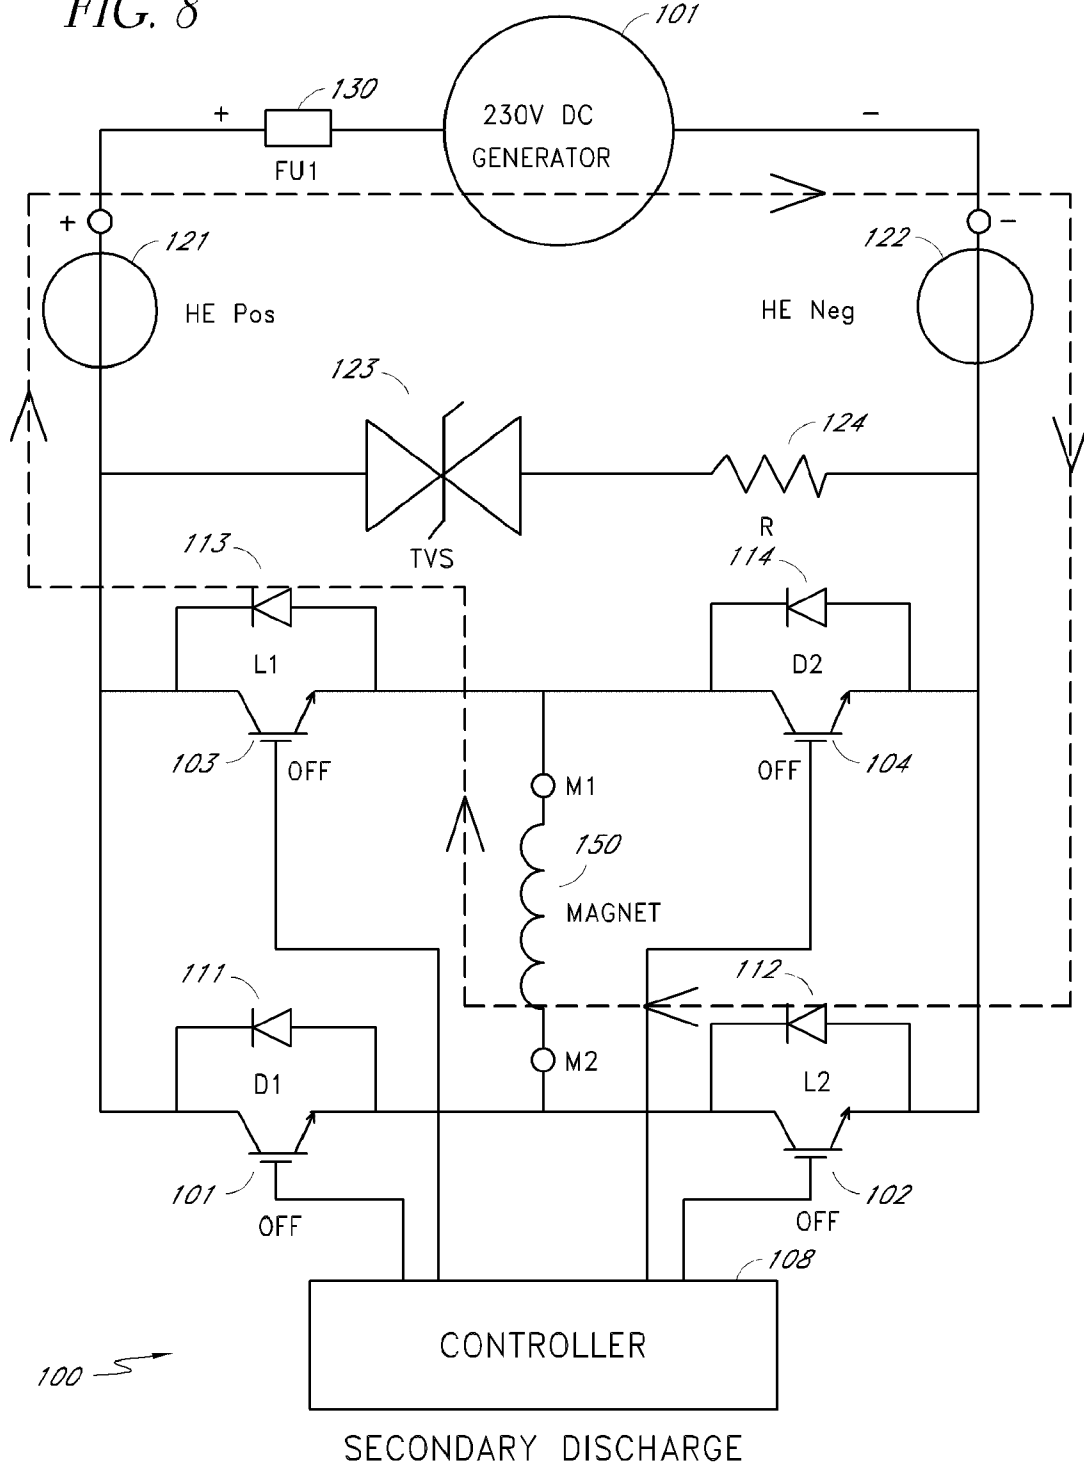 FIG. 8
101
130
+
230V DC
GENERATOR
-
FU1
+
121
122
-
HE Pos
HE Neg
123
124
TVS
R
113
114
L1
D2
103
OFF
OFF
104
M1
150
MAGNET
111
112
D1
M2
L2
101
OFF
102
OFF
108
CONTROLLER
100
SECONDARY DISCHARGE